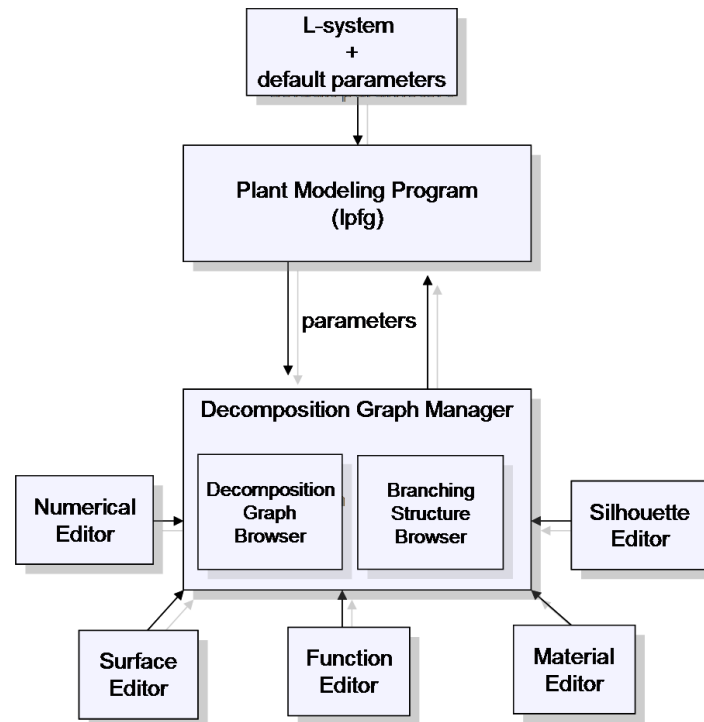 L-system
+
default parameters
Plant Modeling Program
(lpfg)
parameters
Decomposition Graph Manager
Decomposition
Graph
Browser
Branching
Structure
Browser
Numerical
Editor
Silhouette
Editor
Surface
Editor
Function
Editor
Material
Editor